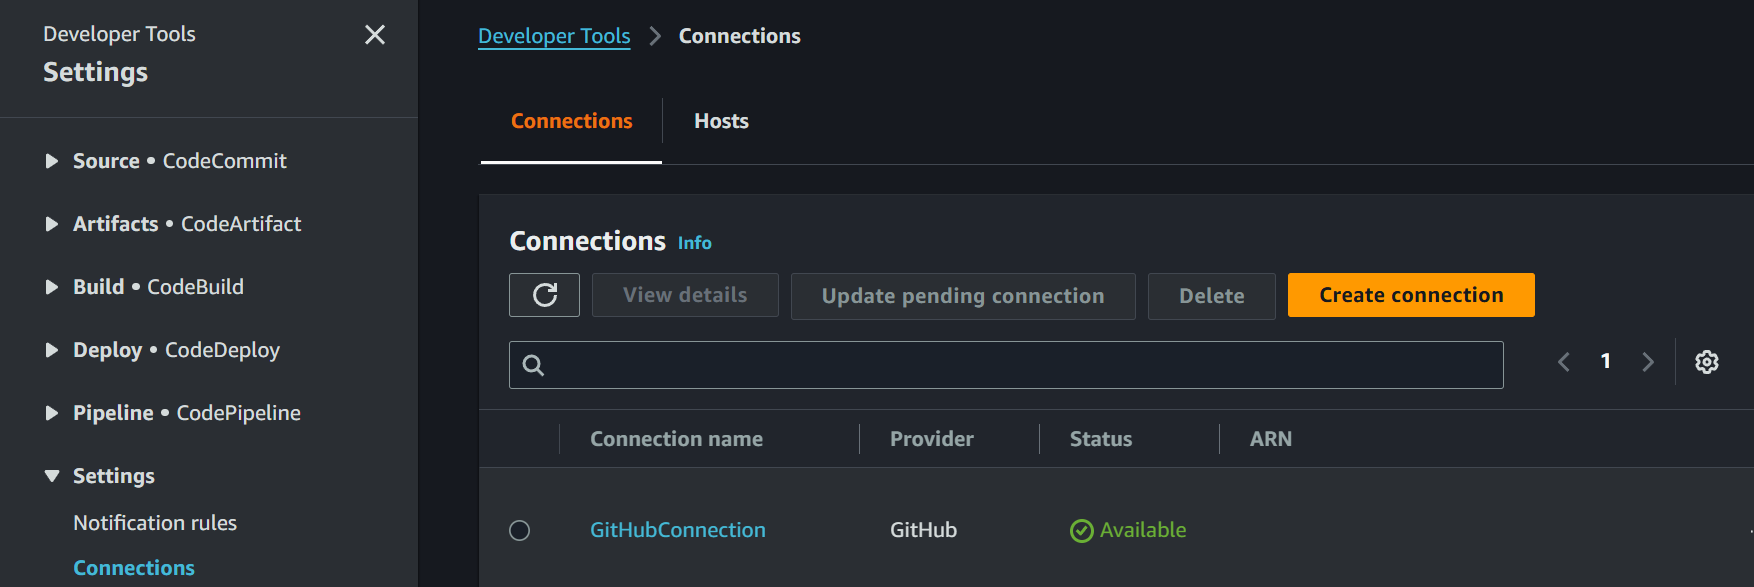 Developer Tools
Settings
Source • CodeCommit
Artifacts • CodeArtifact
Build • CodeBuild
Deploy • CodeDeploy
Pipeline • CodePipeline
Settings
Notification rules
Connections
Developer Tools > Connections
Connections Hosts
Connections Info
View details Update pending connection Delete Create connection
1
Connection name Provider Status ARN
GitHubConnection GitHub Available